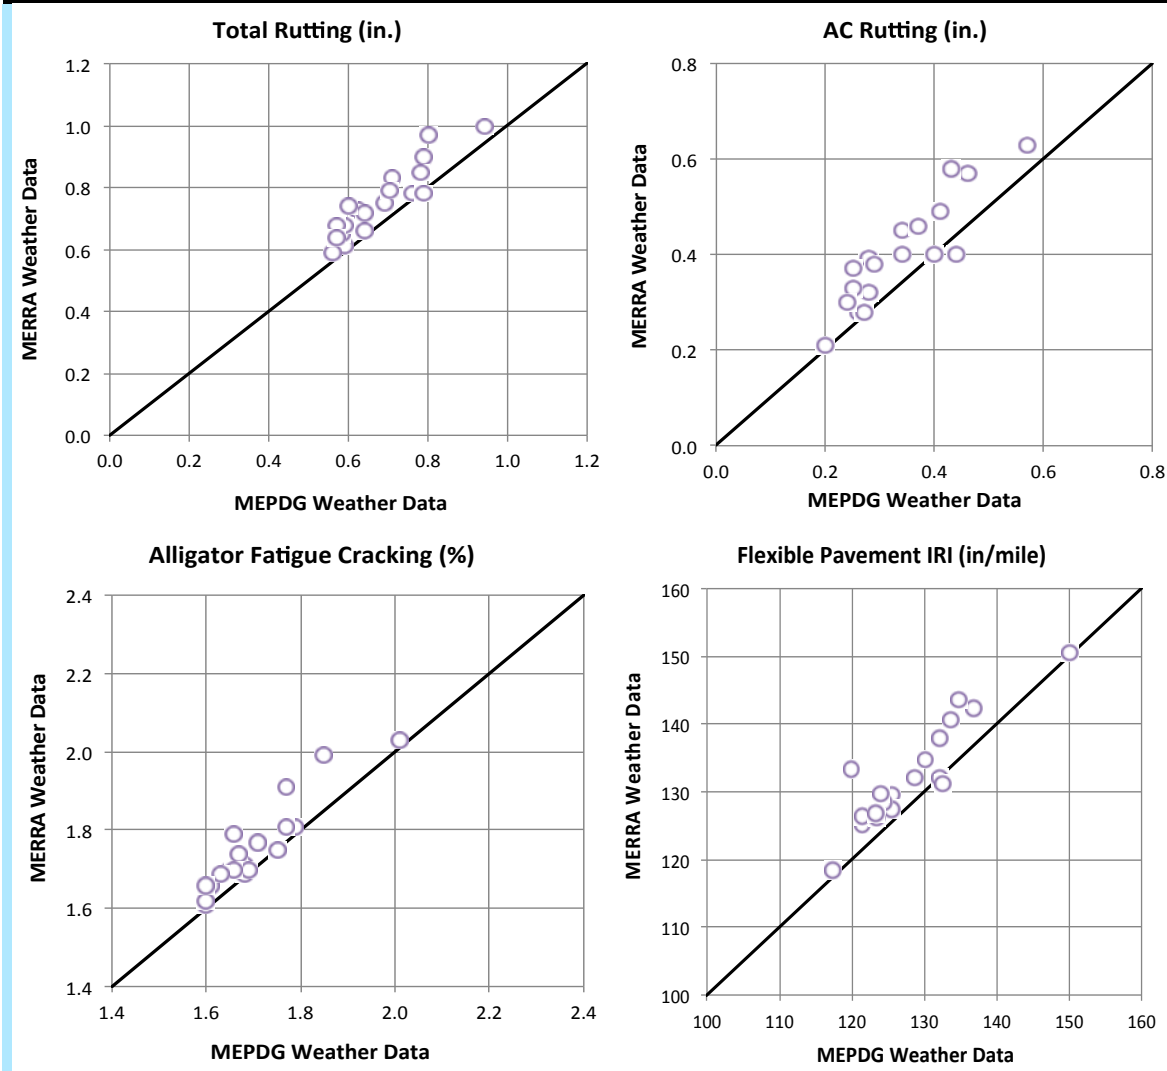 Total Rutting (in.)
MERRA Weather Data
1.2
1.0
0.8
0.6
0.4
0.2
0.0
0.0 0.2 0.4 0.6 0.8 1.0 1.2
MEPDG Weather Data
AC Rutting (in.)
MERRA Weather Data
0.8
0.6
0.4
0.2
0.0
0.0 0.2 0.4 0.6 0.8
MEPDG Weather Data
Alligator Fatigue Cracking (%)
MERRA Weather Data
2.4
2.2
2.0
1.8
1.6
1.4
1.4 1.6 1.8 2.0 2.2 2.4
MEPDG Weather Data
Flexible Pavement IRI (in/mile)
MERRA Weather Data
160
150
140
130
120
110
100
100 110 120 130 140 150 160
MEPDG Weather Data